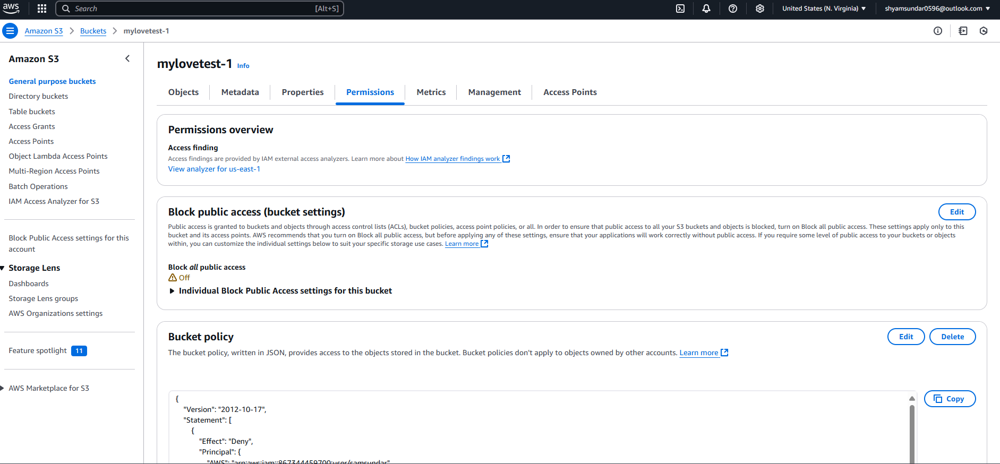 aws
Search [Alt+S]
United States (N. Virginia)
shyamsundar0596@outlook.com
Amazon S3
Buckets
mylovetest-1
Amazon S3
General purpose buckets
Directory buckets
Table buckets
Access Grants
Access Points
Object Lambda Access Points
Multi-Region Access Points
Batch Operations
IAM Access Analyzer for S3
Block Public Access settings for this
account
Storage Lens
Dashboards
Storage Lens groups
AWS Organizations settings
Feature spotlight 11
AWS Marketplace for S3
mylovetest-1 Info
Objects
Metadata
Properties
Permissions
Metrics
Management
Access Points
Permissions overview
Access finding
Access findings are provided by IAM external access analyzers. Learn more about How IAM analyzer findings work
View analyzer for us-east-1
Block public access (bucket settings)
Edit
Public access is granted to buckets and objects through access control lists (ACLs), bucket policies, access point policies, or all. In order to ensure that public access to all your S3 buckets and objects is blocked, turn on Block all public access. These settings apply only to this
bucket and its access points. AWS recommends that you turn on Block all public access, but before applying any of these settings, ensure that your applications will work correctly without public access. If you require some level of public access to your buckets or objects
within, you can customize the individual settings below to suit your specific storage use cases. Learn more
Block all public access
Off
Individual Block Public Access settings for this bucket
Bucket policy
Edit
Delete
The bucket policy, written in JSON, provides access to the objects stored in the bucket. Bucket policies don't apply to objects owned by other accounts. Learn more
Copy
{
"Version": "2012-10-17",
"Statement": [
{
"Effect": "Deny",
"Principal": {
"AWS": "arn:aws:iam::867344459700:user/samsundar"